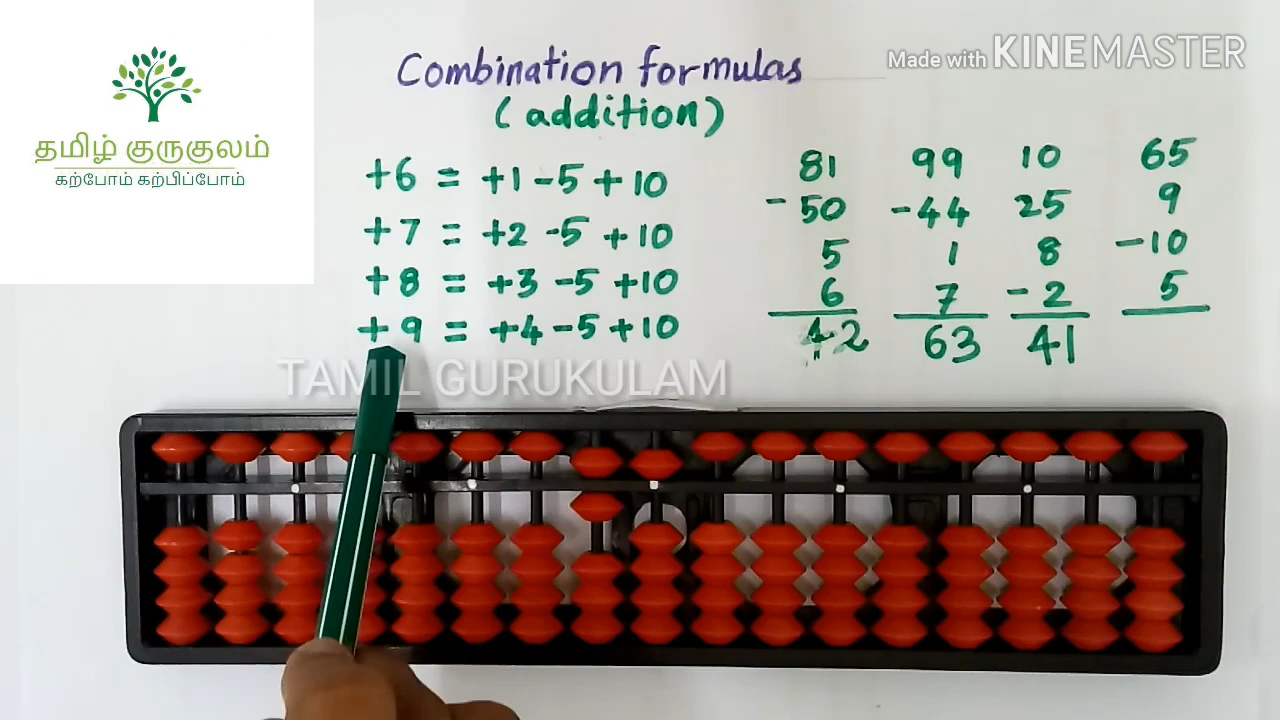 தமிழ் குருகுலம்
கற்போம் கற்பிப்போம்
Made with KINEMASTER
Combination formulas
(addition)
+6 = +1 -5 +10
+7 = +2 -5 +10
+8 = +3 -5 +10
+9 = +4 -5 +10
81 99 10 65
-50 -44 25 9
5 1 8 -10
6 7 -2 5
42 63 41
TAMIL GURUKULAM